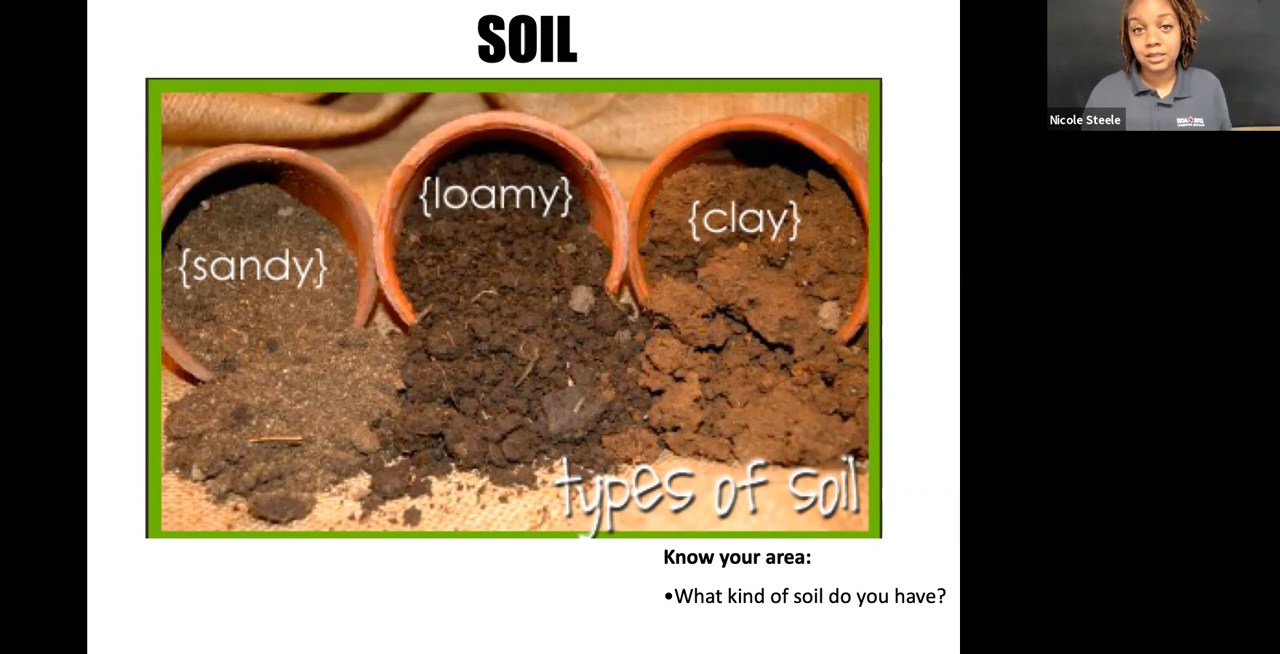 SOIL
{sandy}
{loamy}
{clay}
types of soil
Know your area:
•What kind of soil do you have?
Nicole Steele